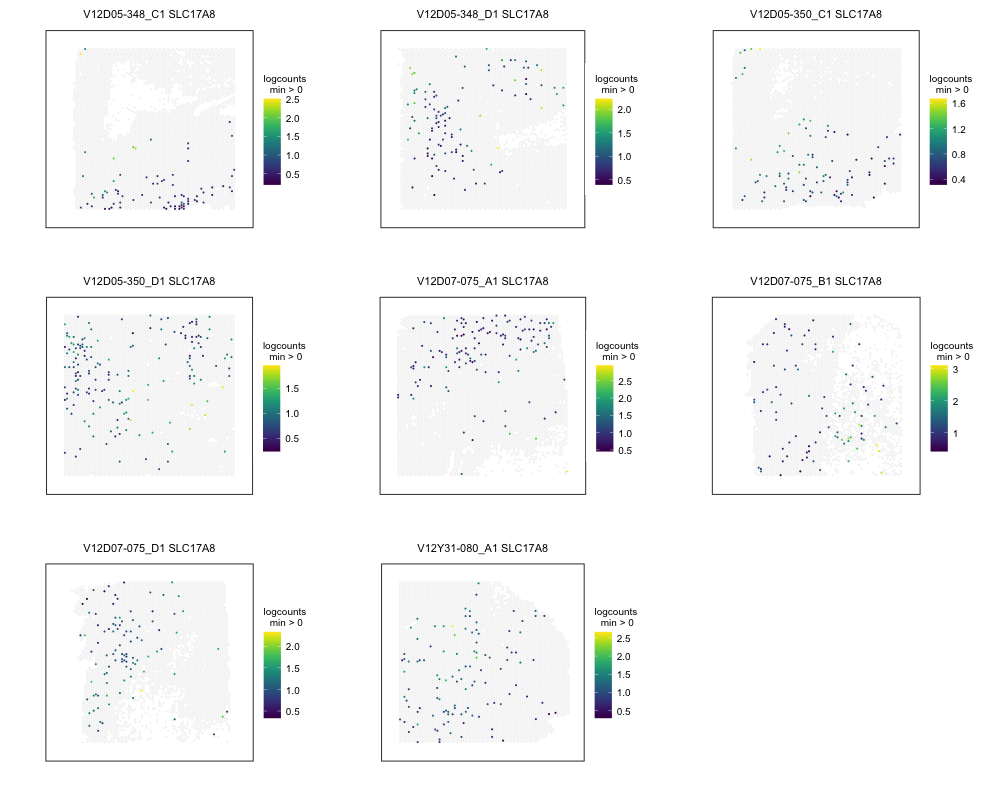 V12D05-348_C1 SLC17A8
logcounts
min > 0
2.5
2.0
1.5
1.0
0.5
V12D05-348_D1 SLC17A8
logcounts
min > 0
2.0
1.5
1.0
0.5
V12D05-350_C1 SLC17A8
logcounts
min > 0
1.6
1.2
0.8
0.4
V12D05-350_D1 SLC17A8
logcounts
min > 0
1.5
1.0
0.5
V12D07-075_A1 SLC17A8
logcounts
min > 0
2.5
2.0
1.5
1.0
0.5
V12D07-075_B1 SLC17A8
logcounts
min > 0
3
2
1
V12D07-075_D1 SLC17A8
logcounts
min > 0
2.0
1.5
1.0
0.5
V12Y31-080_A1 SLC17A8
logcounts
min > 0
2.5
2.0
1.5
1.0
0.5